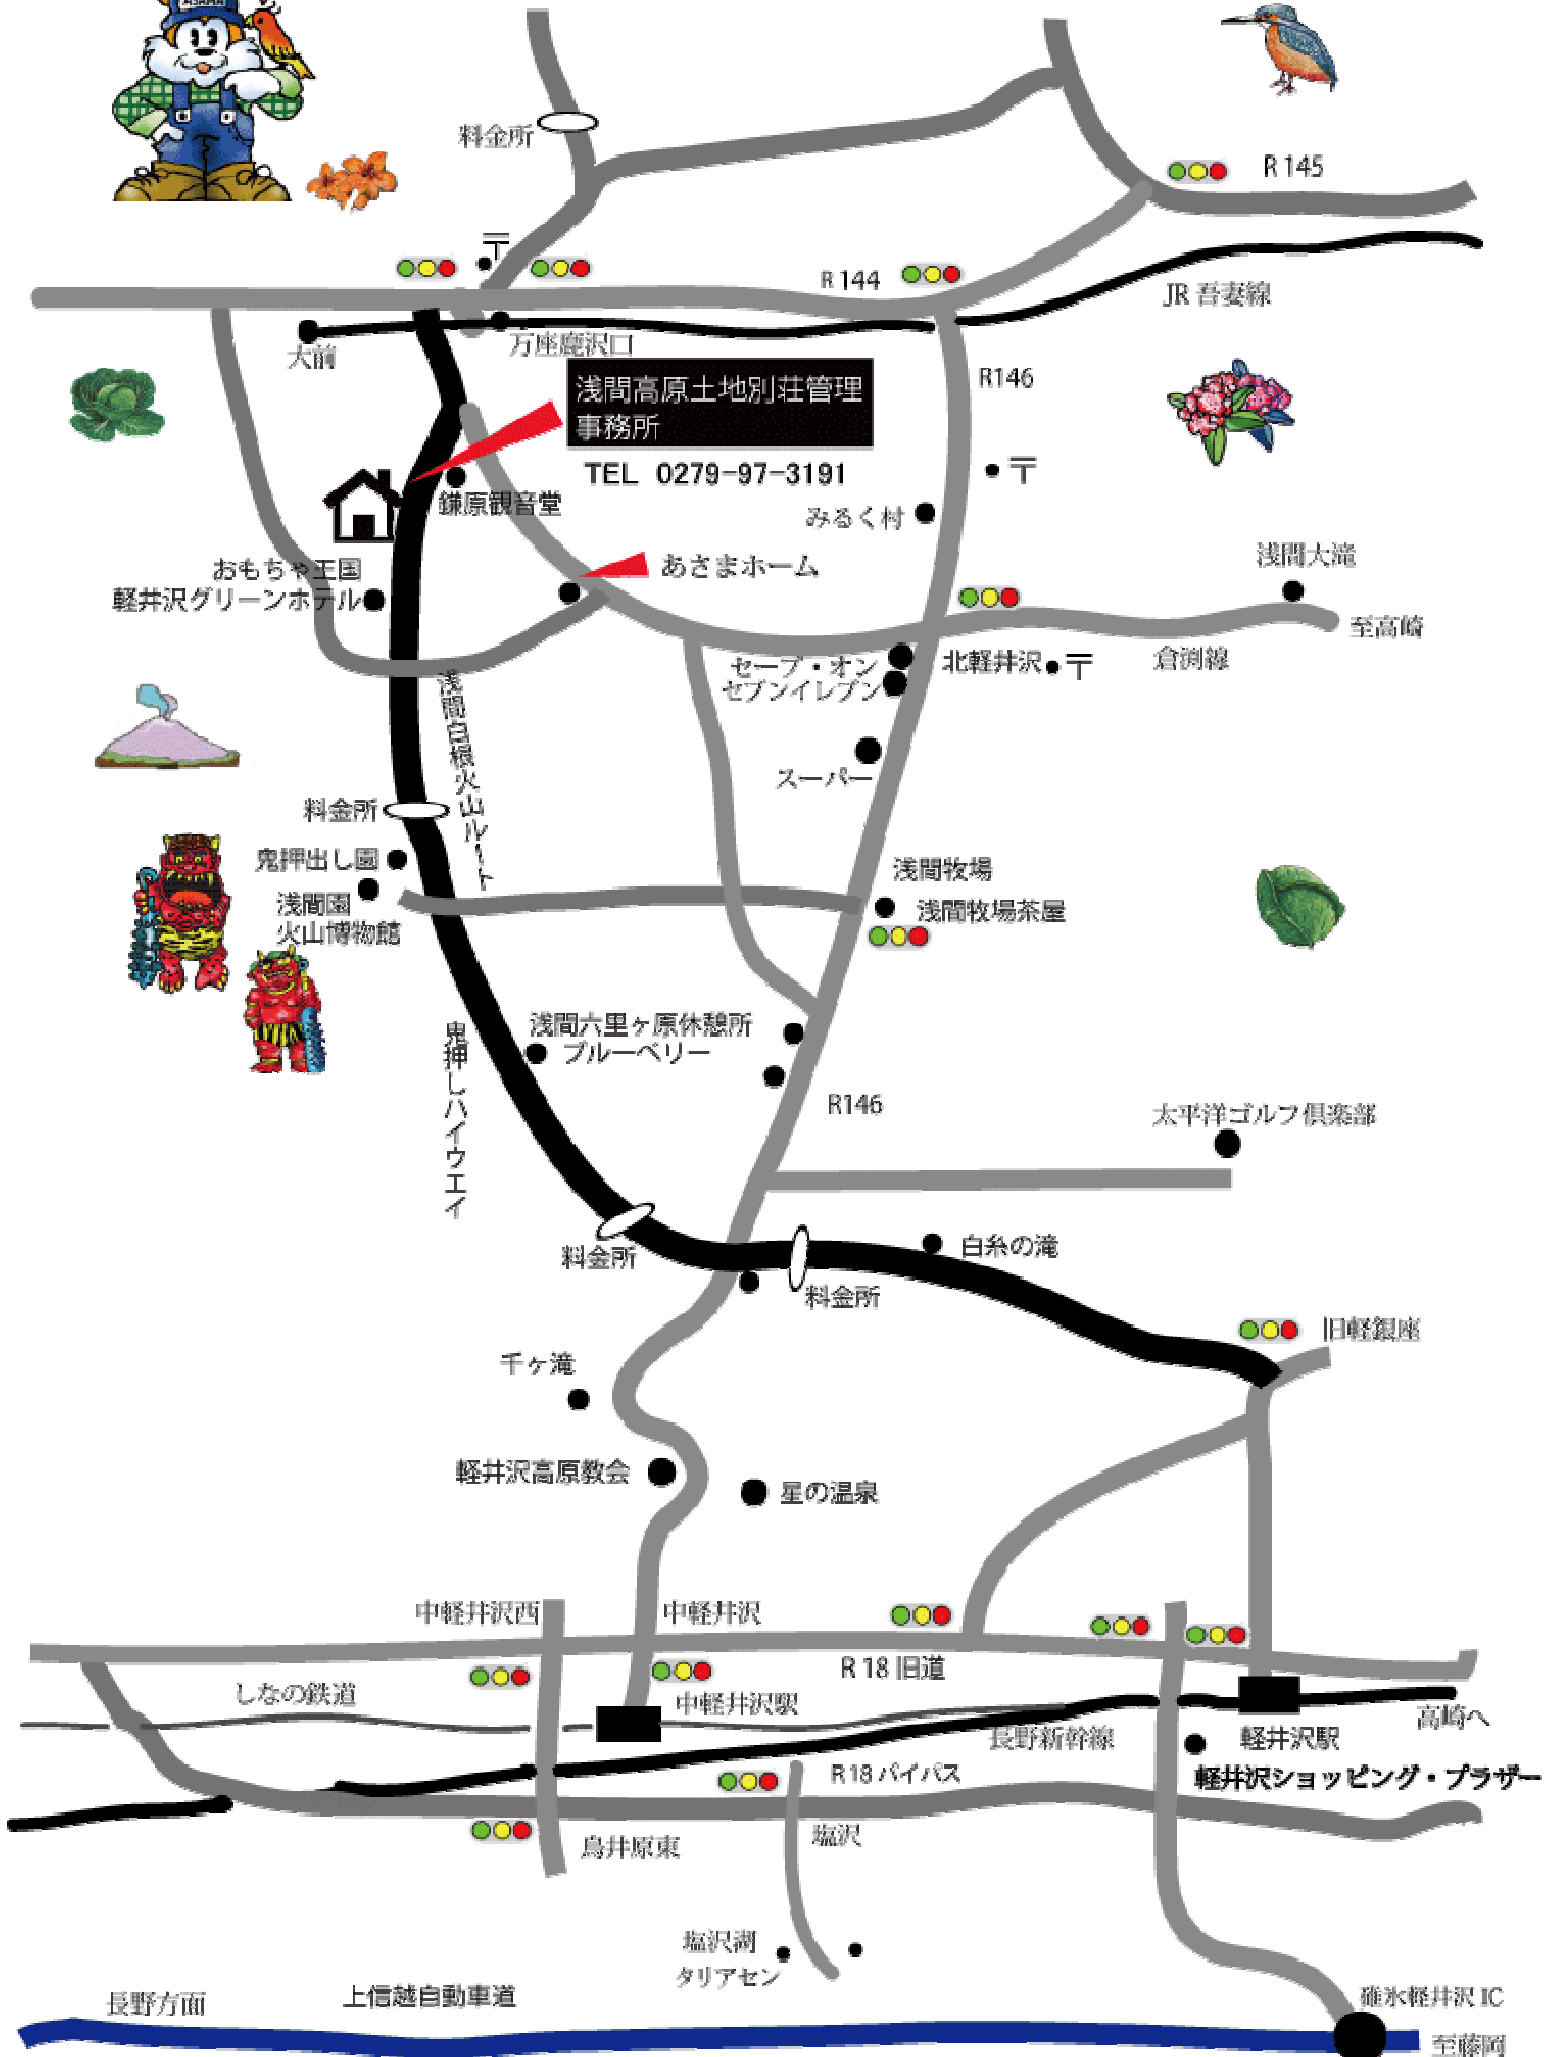 ASAMA
料金所
R 145
〒
R 144
JR 吾妻線
大前
万座鹿沢口
R146
浅間高原土地別荘管理
事務所
TEL 0279-97-3191
〒
鎌原観音堂
みるく村
おもちゃ王国
軽井沢グリーンホテル
あさまホーム
浅間大滝
至高崎
倉渕線
セーブ・オン
セブンイレブン
北軽井沢
〒
浅間白根火山ルート
スーパー
料金所
鬼押出し園
浅間園
火山博物館
浅間牧場
浅間牧場茶屋
浅間六里ヶ原休憩所
ブルーベリー
鬼押しハイウエイ
R146
太平洋ゴルフ倶楽部
料金所
白糸の滝
料金所
旧軽銀座
千ヶ滝
軽井沢高原教会
星の温泉
中軽井沢西
中軽井沢
R 18 旧道
しなの鉄道
中軽井沢駅
長野新幹線
軽井沢駅
高崎へ
軽井沢ショッピング・プラザー
R18 バイパス
鳥井原東
塩沢
塩沢湖
タリアセン
長野方面
上信越自動車道
碓氷軽井沢 IC
至藤岡